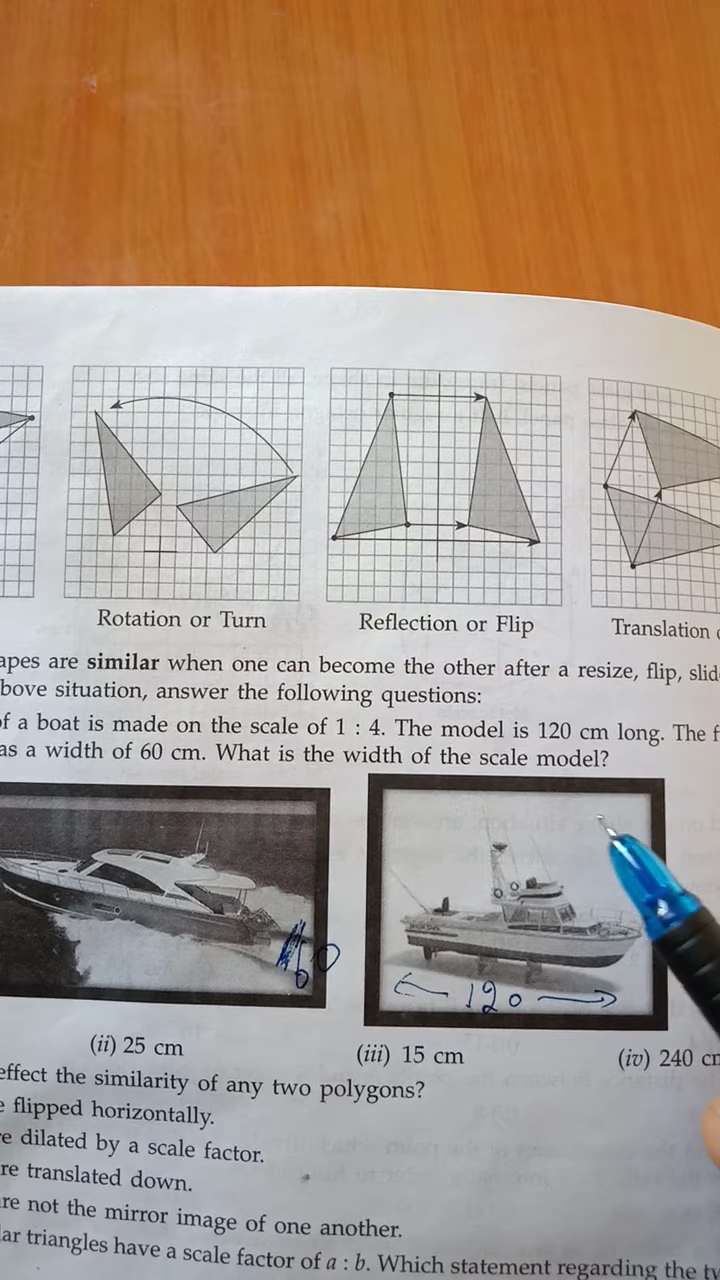 Rotation or Turn
Reflection or Flip
Translation
apes are similar when one can become the other after a resize, flip, slid
bove situation, answer the following questions:
of a boat is made on the scale of 1 : 4. The model is 120 cm long. The f
as a width of 60 cm. What is the width of the scale model?
60
120
(ii) 25 cm
(iii) 15 cm
(iv) 240 cm
effect the similarity of any two polygons?
e flipped horizontally.
re dilated by a scale factor.
re translated down.
re not the mirror image of one another.
lar triangles have a scale factor of a : b. Which statement regarding the